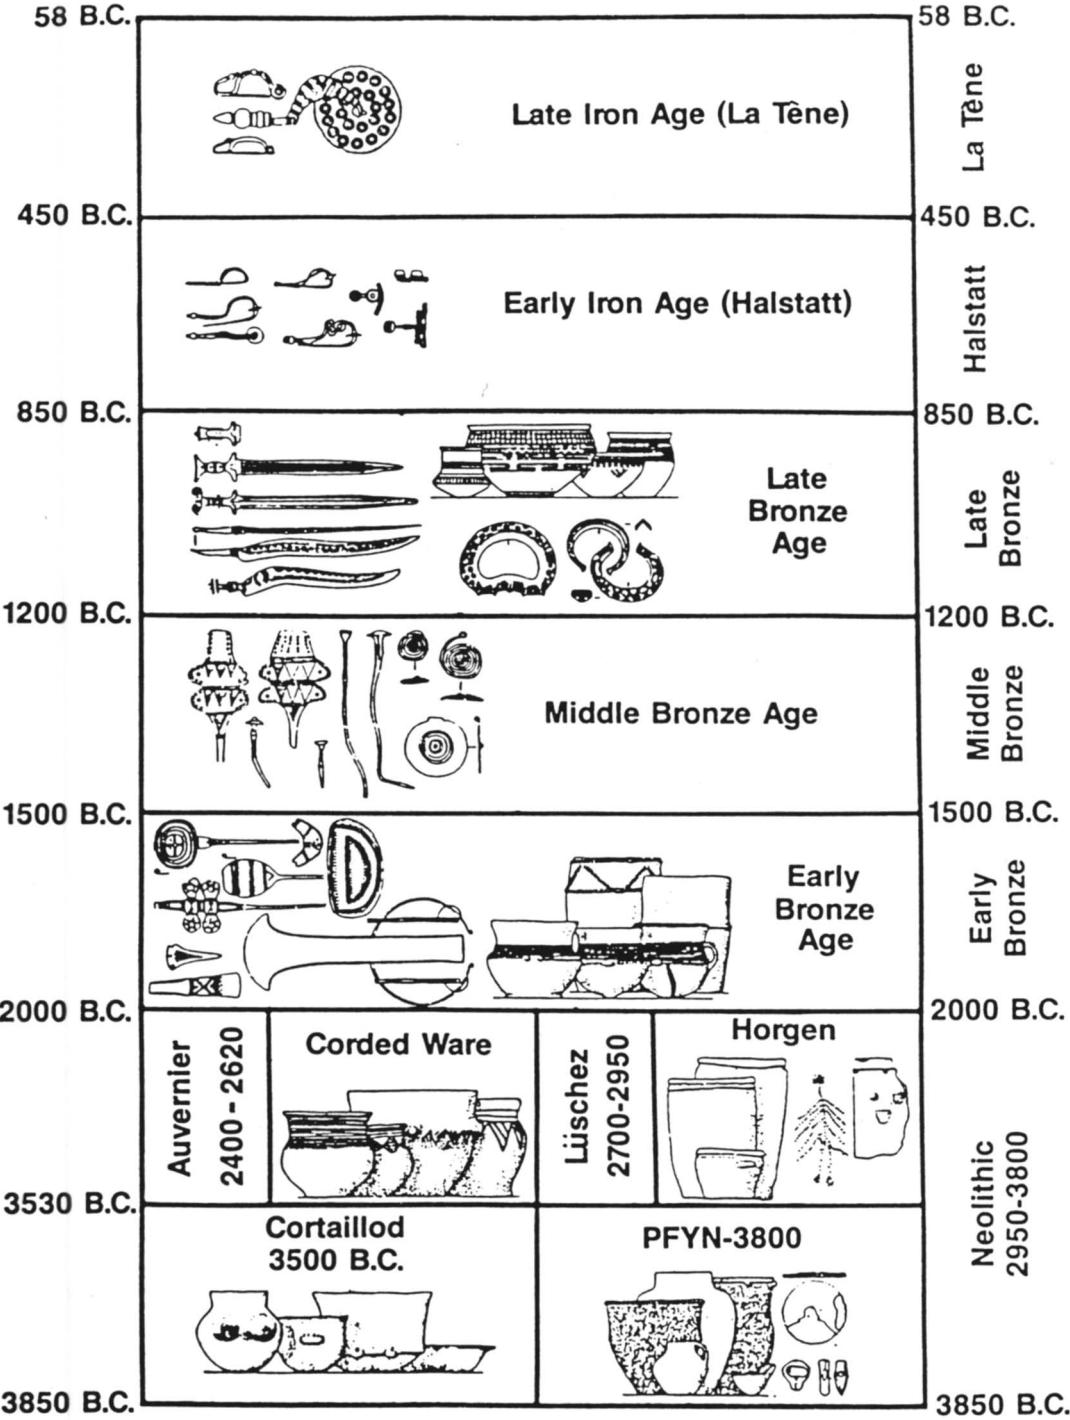 58 B.C.
58 B.C.
Late Iron Age (La Tène)
La Tène
450 B.C.
450 B.C.
Early Iron Age (Halstatt)
Halstatt
850 B.C.
850 B.C.
Late
Bronze
Age
Late
Bronze
1200 B.C.
1200 B.C.
Middle Bronze Age
Middle
Bronze
1500 B.C.
1500 B.C.
Early
Bronze
Age
Early
Bronze
2000 B.C.
2000 B.C.
Auvernier
2400-2620
Corded Ware
Lüschez
2700-2950
Horgen
3530 B.C.
Neolithic
2950-3800
Cortaillod
3500 B.C.
PFYN-3800
3850 B.C.
3850 B.C.